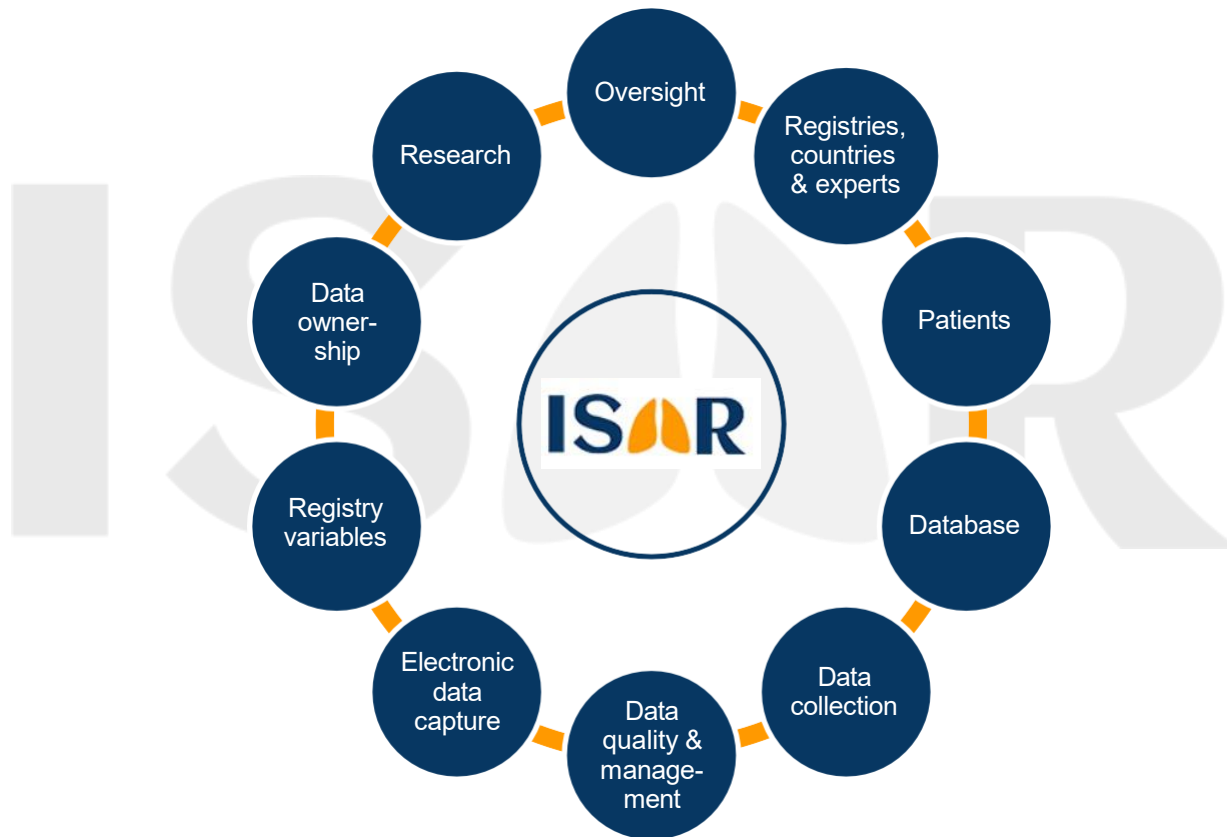 Oversight
Registries,
countries
& experts
Patients
Database
Data
collection
Data
quality &
manage-
ment
Electronic
data
capture
Registry
variables
Data
owner-
ship
Research
ISAR
ISAR